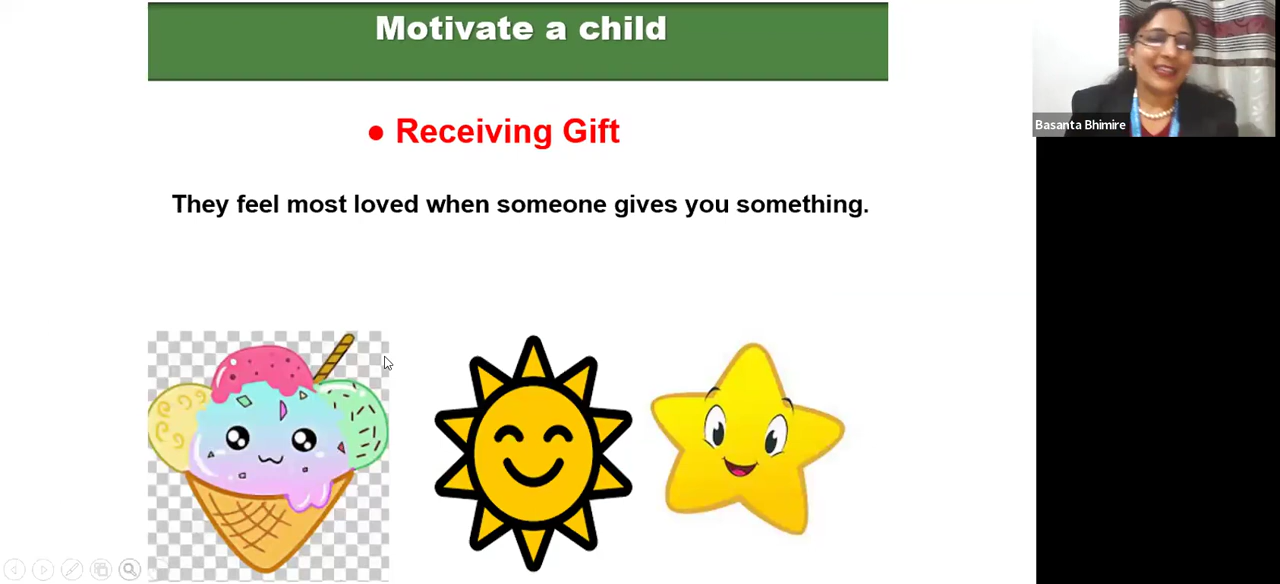 Motivate a child
● Receiving Gift
They feel most loved when someone gives you something.
Basanta Bhimire